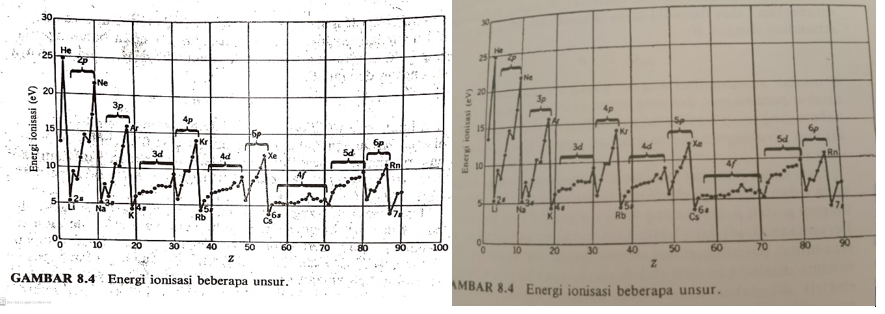 30
25
20
15
10
5
0
Energi ionisasi (eV)
He
2p
Ne
3p
Ar
4p
Kr
5p
Xe
6p
Rn
3d
4d
5d
4f
Li
2s
Na
3s
K
4s
Rb
5s
Cs
6s
7s
0 10 20 30 40 50 60 70 80 90 100
Z
GAMBAR 8.4 Energi ionisasi beberapa unsur.
30
25
20
15
10
5
0
Energi ionisasi (eV)
He
2p
Ne
3p
Ar
4p
Kr
5p
Xe
6p
Rn
3d
4d
5d
4f
Li
2s
Na
3s
K
4s
Rb
5s
Cs
6s
7s
0 10 20 30 40 50 60 70 80 90
Z
AMBAR 8.4 Energi ionisasi beberapa unsur.